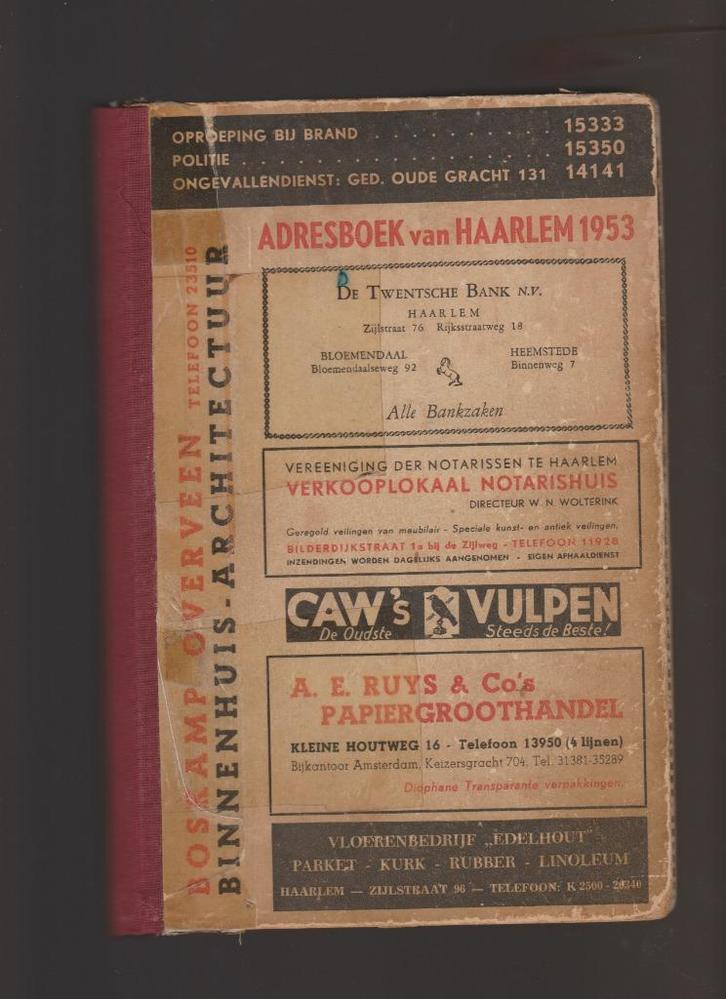 OPROEPING BIJ BRAND . . . . . . . . . . 15333
POLITIE . . . . . . . . . . . . . . . . . 15350
ONGEVALLENDIENST: GED. OUDE GRACHT 131 14141
ADRESBOEK van HAARLEM 1953
DE TWENTSCHE BANK N.V.
HAARLEM
Zijlstraat 76 Rijksstraatweg 18
BLOEMENDAAL HEEMSTEDE
Bloemendaalseweg 92 Binnenweg 7
Alle Bankzaken
VEREENIGING DER NOTARISSEN TE HAARLEM
VERKOOPLOKAAL NOTARISHUIS
DIRECTEUR W. N. WOLTERINK
Geregeld veilingen van meubilair - Speciale kunst- en antiek veilingen.
BILDERDIJKSTRAAT 1a bij de Zijlweg - TELEFOON 11928
INZENDINGEN WORDEN DAGELIJKS AANGENOMEN - EIGEN AFHAALDIENST
CAW's VULPEN
De Oudste Steeds de Beste!
A. E. RUYS & Co's
PAPIERGROOTHANDEL
KLEINE HOUTWEG 16 - Telefoon 13950 (4 lijnen)
Bijkantoor Amsterdam, Keizersgracht 704, Tel. 31381-35289
Diophane Transparante verpakkingen.
VLOERENBEDRIJF „EDELHOUT"
PARKET - KURK - RUBBER - LINOLEUM
HAARLEM — ZIJLSTRAAT 96 — TELEFOON: K 2500 - 20340
BOSKAMP OVERVEEN TELEFOON 23510
BINNENHUIS-ARCHITECTUUR